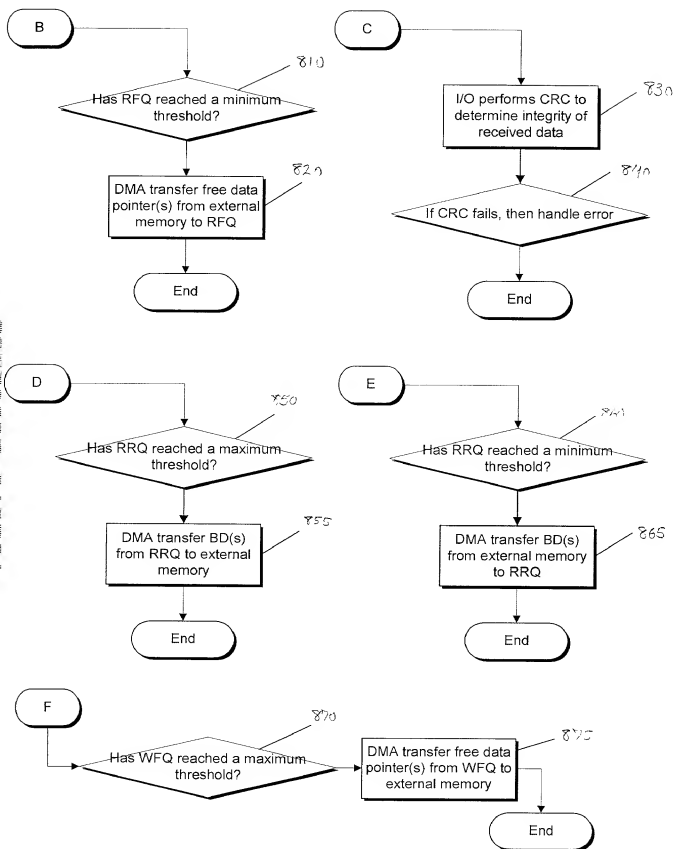 B
810
Has RFQ reached a minimum
threshold?
820
DMA transfer free data
pointer(s) from external
memory to RFQ
End
C
I/O performs CRC to
determine integrity of
received data
830
840
If CRC fails, then handle error
End
D
850
Has RRQ reached a maximum
threshold?
855
DMA transfer BD(s)
from RRQ to external
memory
End
E
Has RRQ reached a minimum
threshold?
DMA transfer BD(s)
from external memory
to RRQ
865
End
F
870
Has WFQ reached a maximum
threshold?
875
DMA transfer free data
pointer(s) from WFQ to
external memory
End